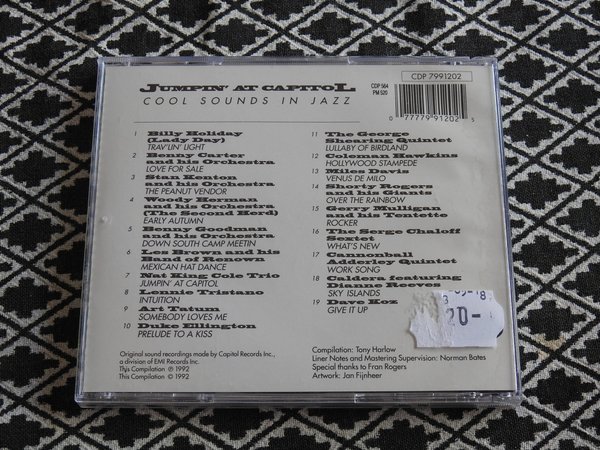 JUMPIN' AT CAPITOL
COOL SOUNDS IN JAZZ
CDP 564
PM 520
CDP 7991202
0 77779 91202 5
1 Billy Holiday
(Lady Day)
TRAV'LIN' LIGHT
2 Benny Carter
and his Orchestra
LOVE FOR SALE
3 Stan Kenton
and his Orchestra
THE PEANUT VENDOR
4 Woody Herman
and his Orchestra
(The Second Herd)
EARLY AUTUMN
5 Benny Goodman
and his Orchestra
DOWN SOUTH CAMP MEETIN
6 Les Brown and his
Band of Renown
MEXICAN HAT DANCE
7 Nat King Cole Trio
JUMPIN' AT CAPITOL
8 Lennie Tristano
INTUITION
9 Art Tatum
SOMEBODY LOVES ME
10 Duke Ellington
PRELUDE TO A KISS
11 The George
Shearing Quintet
LULLABY OF BIRDLAND
12 Coleman Hawkins
HOLLYWOOD STAMPEDE
13 Miles Davis
VENUS DE MILO
14 Shorty Rogers
and his Giants
OVER THE RAINBOW
15 Gerry Mulligan
and his Tentette
ROCKER
16 The Serge Chaloff
Sextet
WHAT'S NEW
17 Cannonball
Adderley Quintet
WORK SONG
18 Caldera featuring
Dianne Reeves
SKY ISLANDS
19 Dave Koz
GIVE IT UP
20-
Original sound recordings made by Capitol Records Inc.,
a division of EMI Records Inc.
This Compilation ℗ 1992
This Compilation © 1992
Compilation: Tony Harlow
Liner Notes and Mastering Supervision: Norman Bates
Special thanks to Fran Rogers
Artwork: Jan Fijnheer